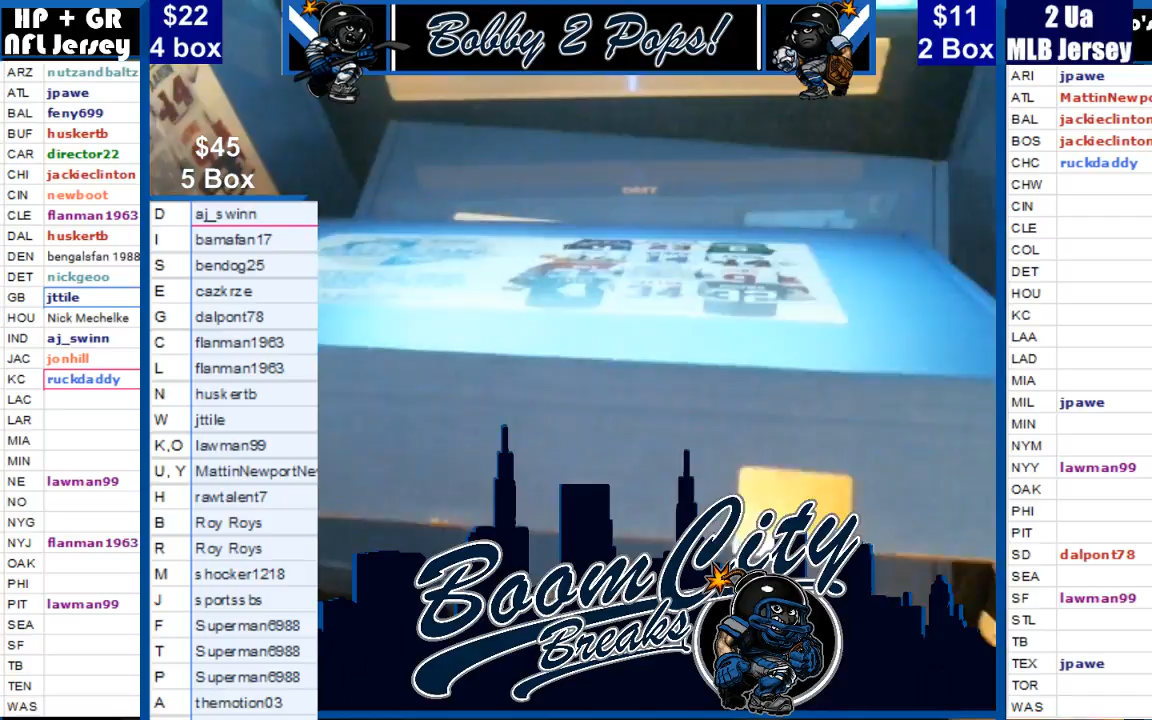 HP + GR
NFL Jersey
ARZ nutzandbaltz
ATL jpawe
BAL feny699
BUF huskertb
CAR director22
CHI jackieclinton
CIN newboot
CLE flanman1963
DAL huskertb
DEN bengalsfan 1988
DET nickgeoo
GB jttile
HOU Nick Mechelke
IND aj_swinn
JAC jonhill
KC ruckdaddy
LAC
LAR
MIA
MIN
NE lawman99
NO
NYG
NYJ flanman1963
OAK
PHI
PIT lawman99
SEA
SF
TB
TEN
WAS
$22
4 box
$45
5 Box
D aj_swinn
I bamafan17
S bendog25
E cazkrze
G dalpont78
C flanman1963
L flanman1963
N huskertb
W jttile
K,O lawman99
U, Y MattinNewportNe
H rawtalent7
B Roy Roys
R Roy Roys
M shocker1218
J sportssbs
F Superman6988
T Superman6988
P Superman6988
A themotion03
Bobby 2 Pops!
Boom City
Breaks
$11
2 Box
2 Ua
MLB Jersey
o's
ARI jpawe
ATL MattinNewpo
BAL jackieclinton
BOS jackieclinton
CHC ruckdaddy
CHW
CIN
CLE
COL
DET
HOU
KC
LAA
LAD
MIA
MIL jpawe
MIN
NYM
NYY lawman99
OAK
PHI
PIT
SD dalpont78
SEA
SF lawman99
STL
TB
TEX jpawe
TOR
WAS